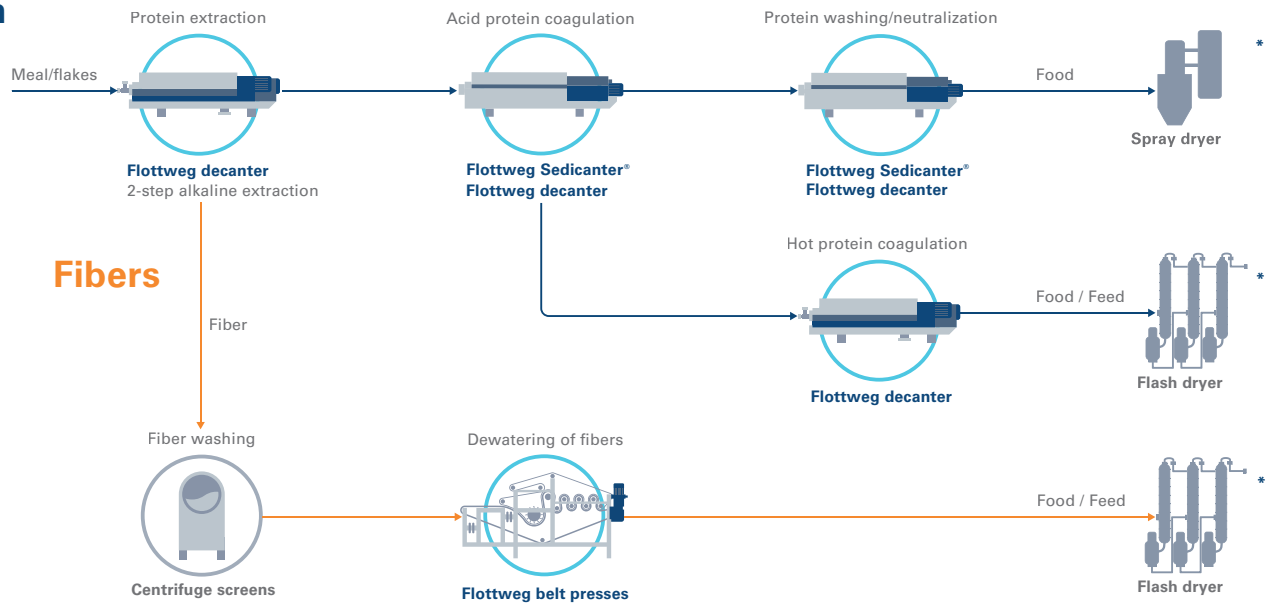 Protein extraction
Acid protein coagulation
Protein washing/neutralization
Meal/flakes
Food
*
Spray dryer
Flottweg decanter
2-step alkaline extraction
Flottweg Sedicanter®
Flottweg decanter
Flottweg Sedicanter®
Flottweg decanter
Hot protein coagulation
Fibers
Food / Feed
*
Fiber
Flash dryer
Flottweg decanter
Fiber washing
Dewatering of fibers
Food / Feed
*
Centrifuge screens
Flottweg belt presses
Flash dryer